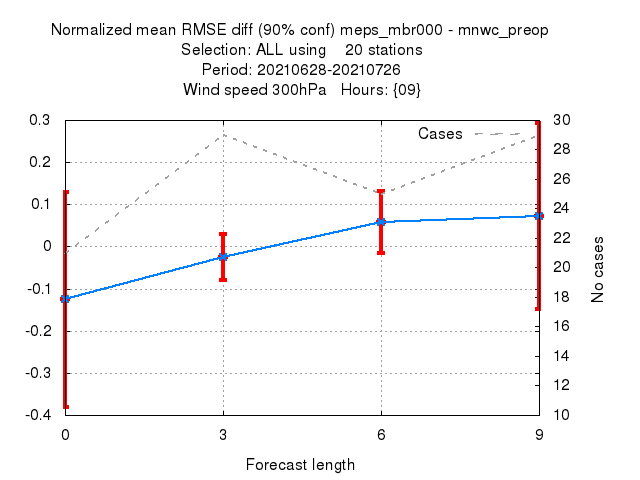 Normalized mean RMSE diff (90% conf) meps_mbr000 - mnwc_preop
Selection: ALL using 20 stations
Period: 20210628-20210726
Wind speed 300hPa Hours: {09}
Cases
0.3
0.2
0.1
0
-0.1
-0.2
-0.3
-0.4
30
28
26
24
22
20
18
16
14
12
10
No cases
0 3 6 9
Forecast length